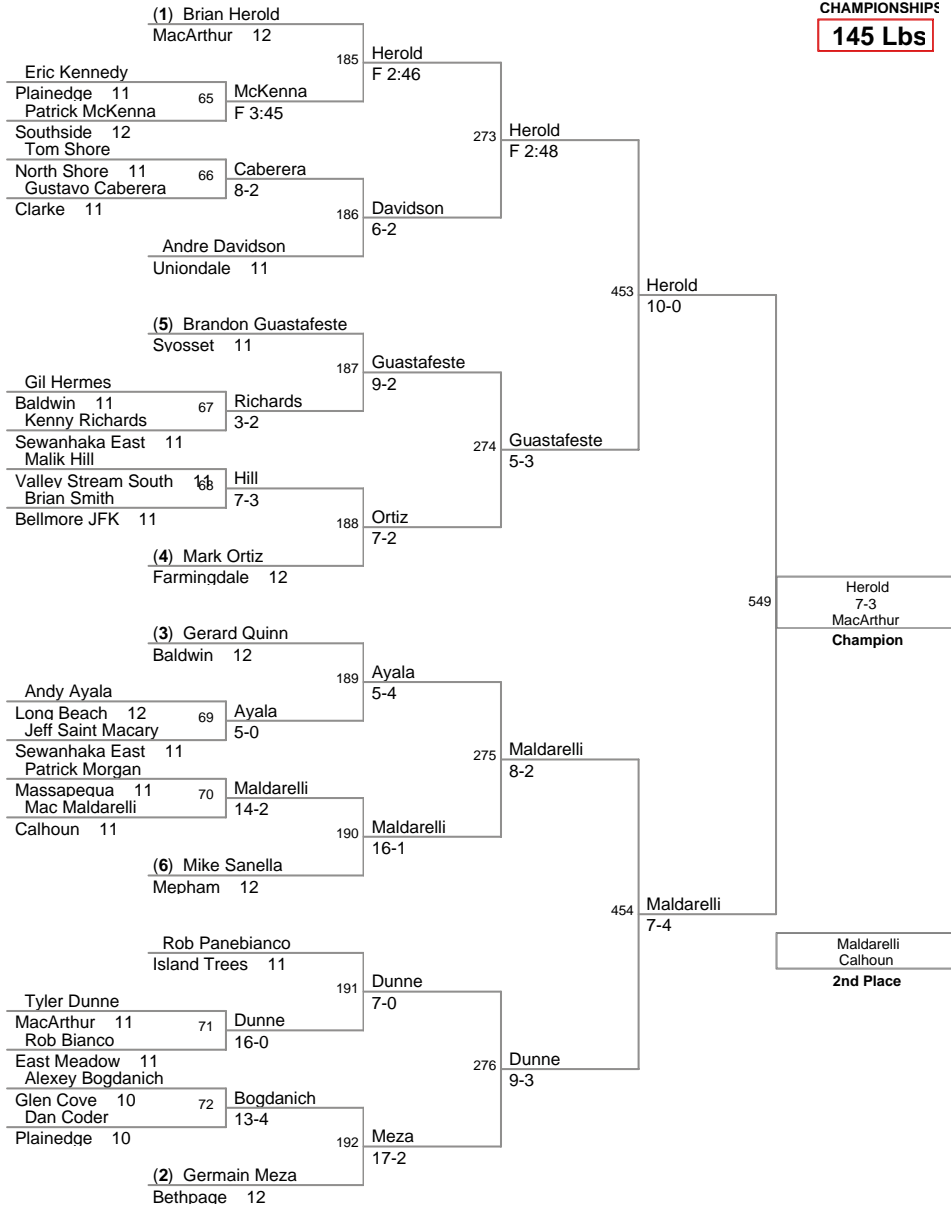 CHAMPIONSHIPS
145 Lbs
(1) Brian Herold
MacArthur 12
185
Herold
F 2:46
Eric Kennedy
Plainedge 11
65
McKenna
F 3:45
Patrick McKenna
Southside 12
273
Herold
F 2:48
Tom Shore
North Shore 11
66
Caberera
8-2
Gustavo Caberera
Clarke 11
186
Davidson
6-2
Andre Davidson
Uniondale 11
453
Herold
10-0
(5) Brandon Guastafeste
Syosset 11
187
Guastafeste
9-2
Gil Hermes
Baldwin 11
67
Richards
3-2
Kenny Richards
Sewanhaka East 11
274
Guastafeste
5-3
Malik Hill
Valley Stream South 11
68
Hill
7-3
Brian Smith
Bellmore JFK 11
188
Ortiz
7-2
(4) Mark Ortiz
Farmingdale 12
549
Herold
7-3
MacArthur
Champion
(3) Gerard Quinn
Baldwin 12
189
Ayala
5-4
Andy Ayala
Long Beach 12
69
Ayala
5-0
Jeff Saint Macary
Sewanhaka East 11
275
Maldarelli
8-2
Patrick Morgan
Massapequa 11
70
Maldarelli
14-2
Mac Maldarelli
Calhoun 11
190
Maldarelli
16-1
(6) Mike Sanella
Mepham 12
454
Maldarelli
7-4
Maldarelli
Calhoun
2nd Place
Rob Panebianco
Island Trees 11
191
Dunne
7-0
Tyler Dunne
MacArthur 11
71
Dunne
16-0
Rob Bianco
East Meadow 11
276
Dunne
9-3
Alexey Bogdanich
Glen Cove 10
72
Bogdanich
13-4
Dan Coder
Plainedge 10
192
Meza
17-2
(2) Germain Meza
Bethpage 12